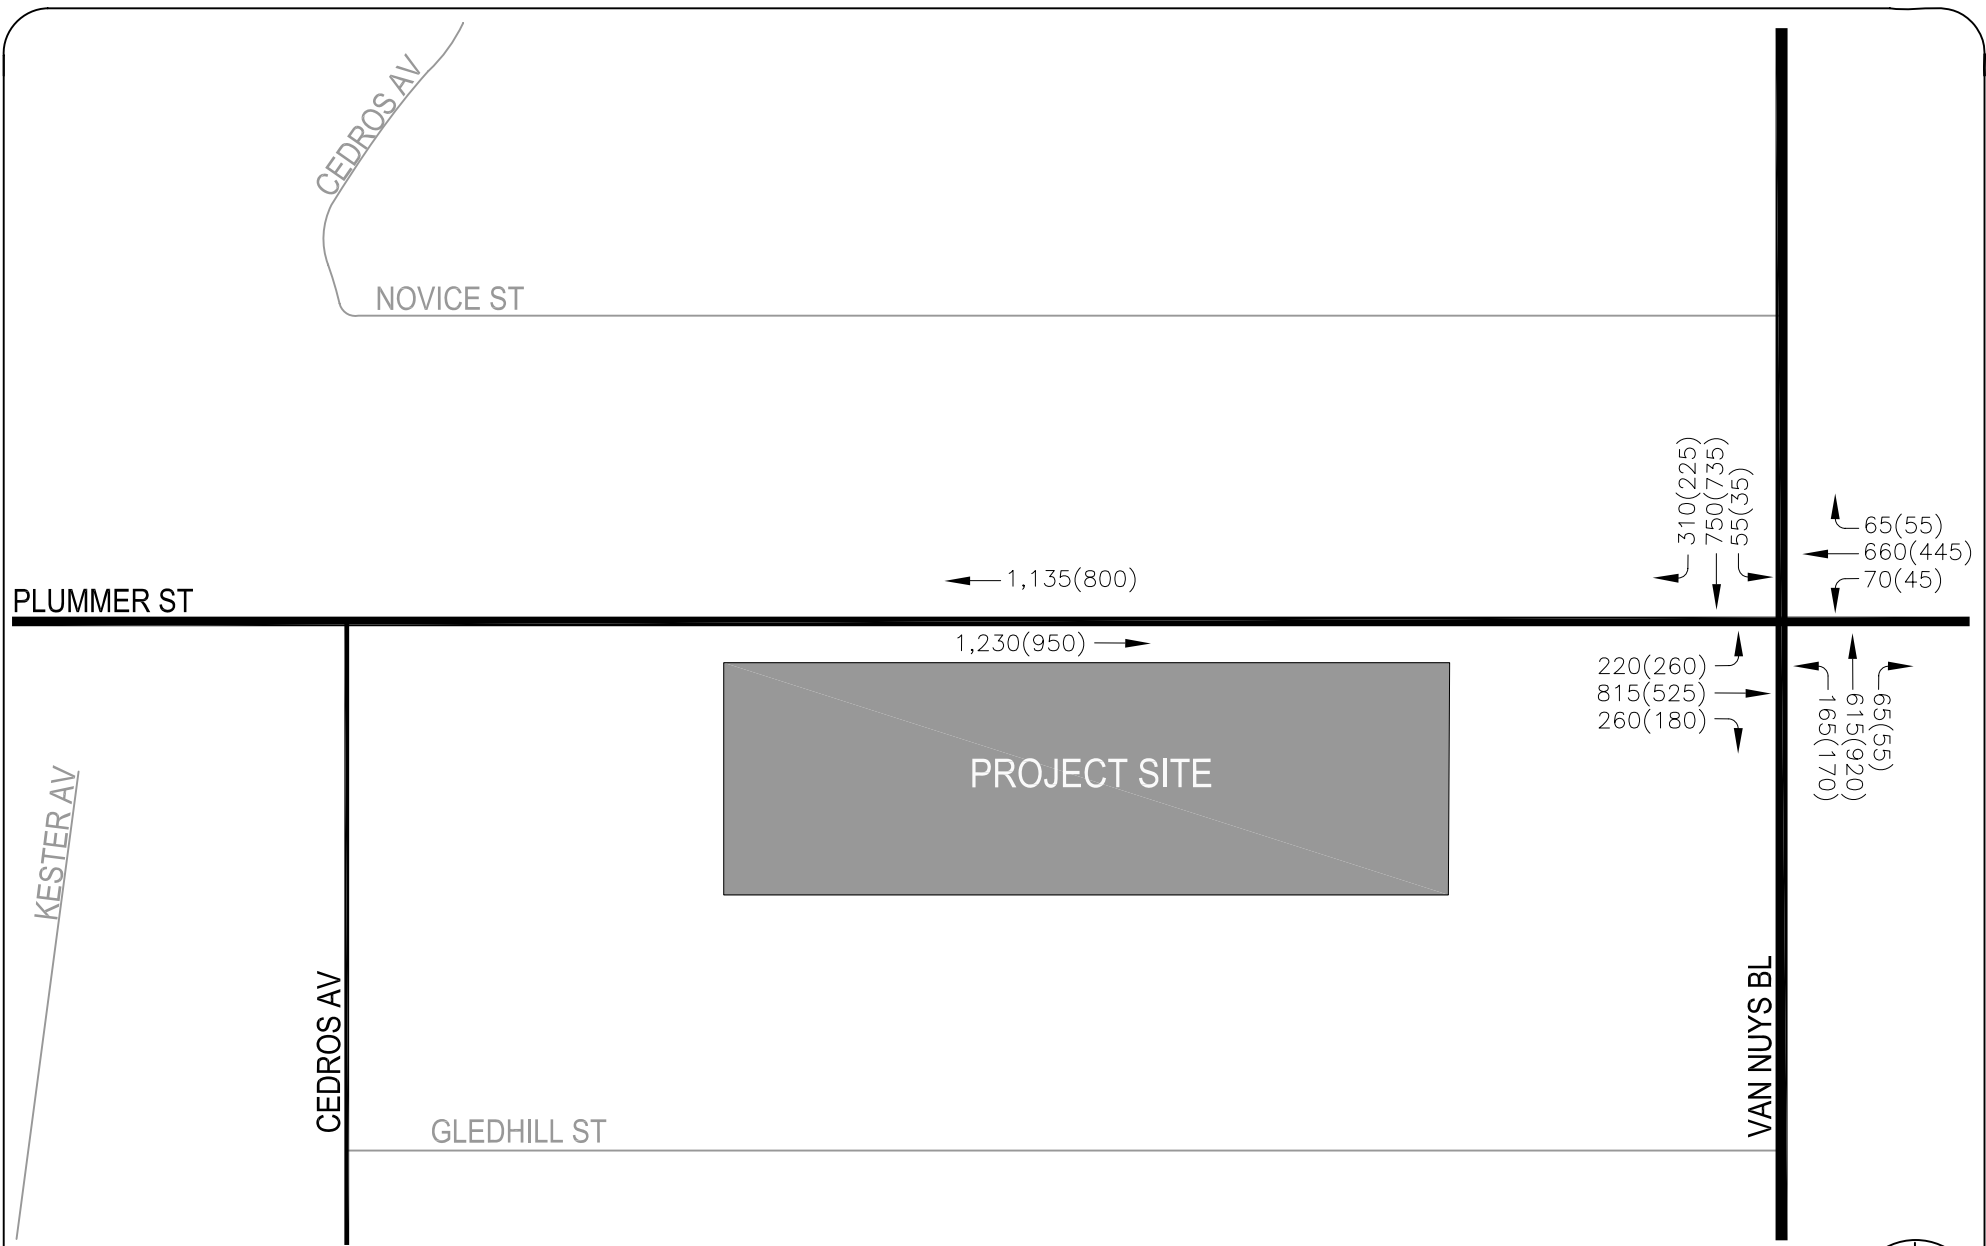 CEDROS AV
NOVICE ST
310(225)
750(735)
55(35)
65(55)
660(445)
70(45)
1,135(800)
PLUMMER ST
1,230(950)
220(260)
815(525)
260(180)
165(170)
615(920)
65(55)
PROJECT SITE
KESTER AV
CEDROS AV
VAN NUYS BL
GLEDHILL ST